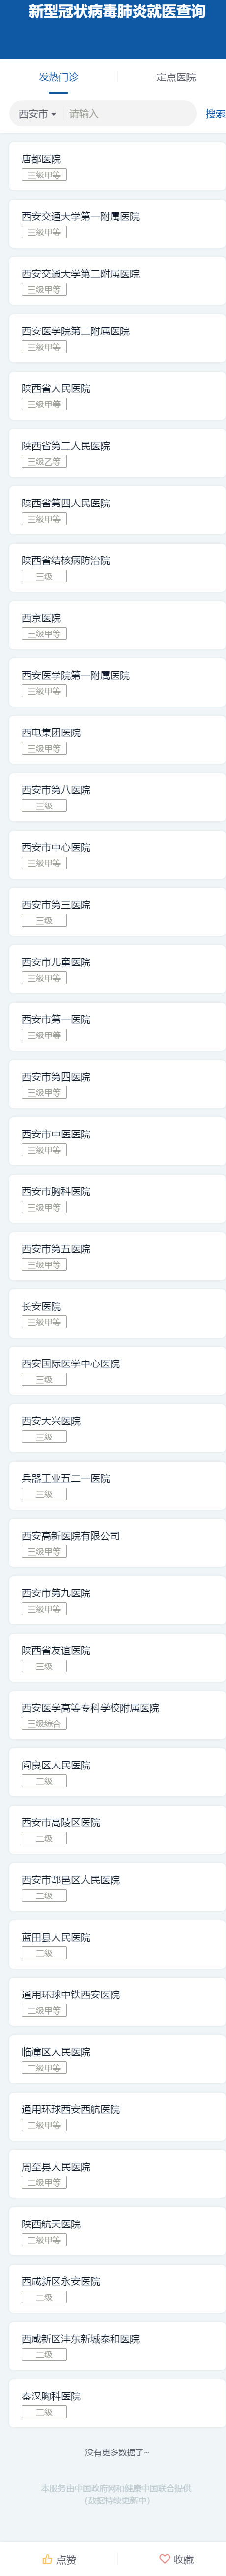 新型冠状病毒肺炎就医查询
发热门诊
定点医院
西安市
请输入
搜索
唐都医院
三级甲等
西安交通大学第一附属医院
三级甲等
西安交通大学第二附属医院
三级甲等
西安医学院第二附属医院
三级甲等
陕西省人民医院
三级甲等
陕西省第二人民医院
三级乙等
陕西省第四人民医院
三级甲等
陕西省结核病防治院
三级
西京医院
三级甲等
西安医学院第一附属医院
三级甲等
西电集团医院
三级甲等
西安市第八医院
三级
西安市中心医院
三级甲等
西安市第三医院
三级
西安市儿童医院
三级甲等
西安市第一医院
三级甲等
西安市第四医院
三级甲等
西安市中医医院
三级甲等
西安市胸科医院
三级甲等
西安市第五医院
三级甲等
长安医院
三级甲等
西安国际医学中心医院
三级
西安大兴医院
三级
兵器工业五二一医院
三级
西安高新医院有限公司
三级甲等
西安市第九医院
三级甲等
陕西省友谊医院
三级
西安医学高等专科学校附属医院
三级综合
阎良区人民医院
二级
西安市高陵区医院
二级
西安市鄠邑区人民医院
二级
蓝田县人民医院
二级
通用环球中铁西安医院
二级甲等
临潼区人民医院
二级甲等
通用环球西安西航医院
二级甲等
周至县人民医院
二级甲等
陕西航天医院
二级甲等
西咸新区永安医院
二级
西咸新区沣东新城泰和医院
二级
秦汉胸科医院
二级
没有更多数据了~
本服务由中国政府网和健康中国联合提供
(数据持续更新中)
点赞
收藏